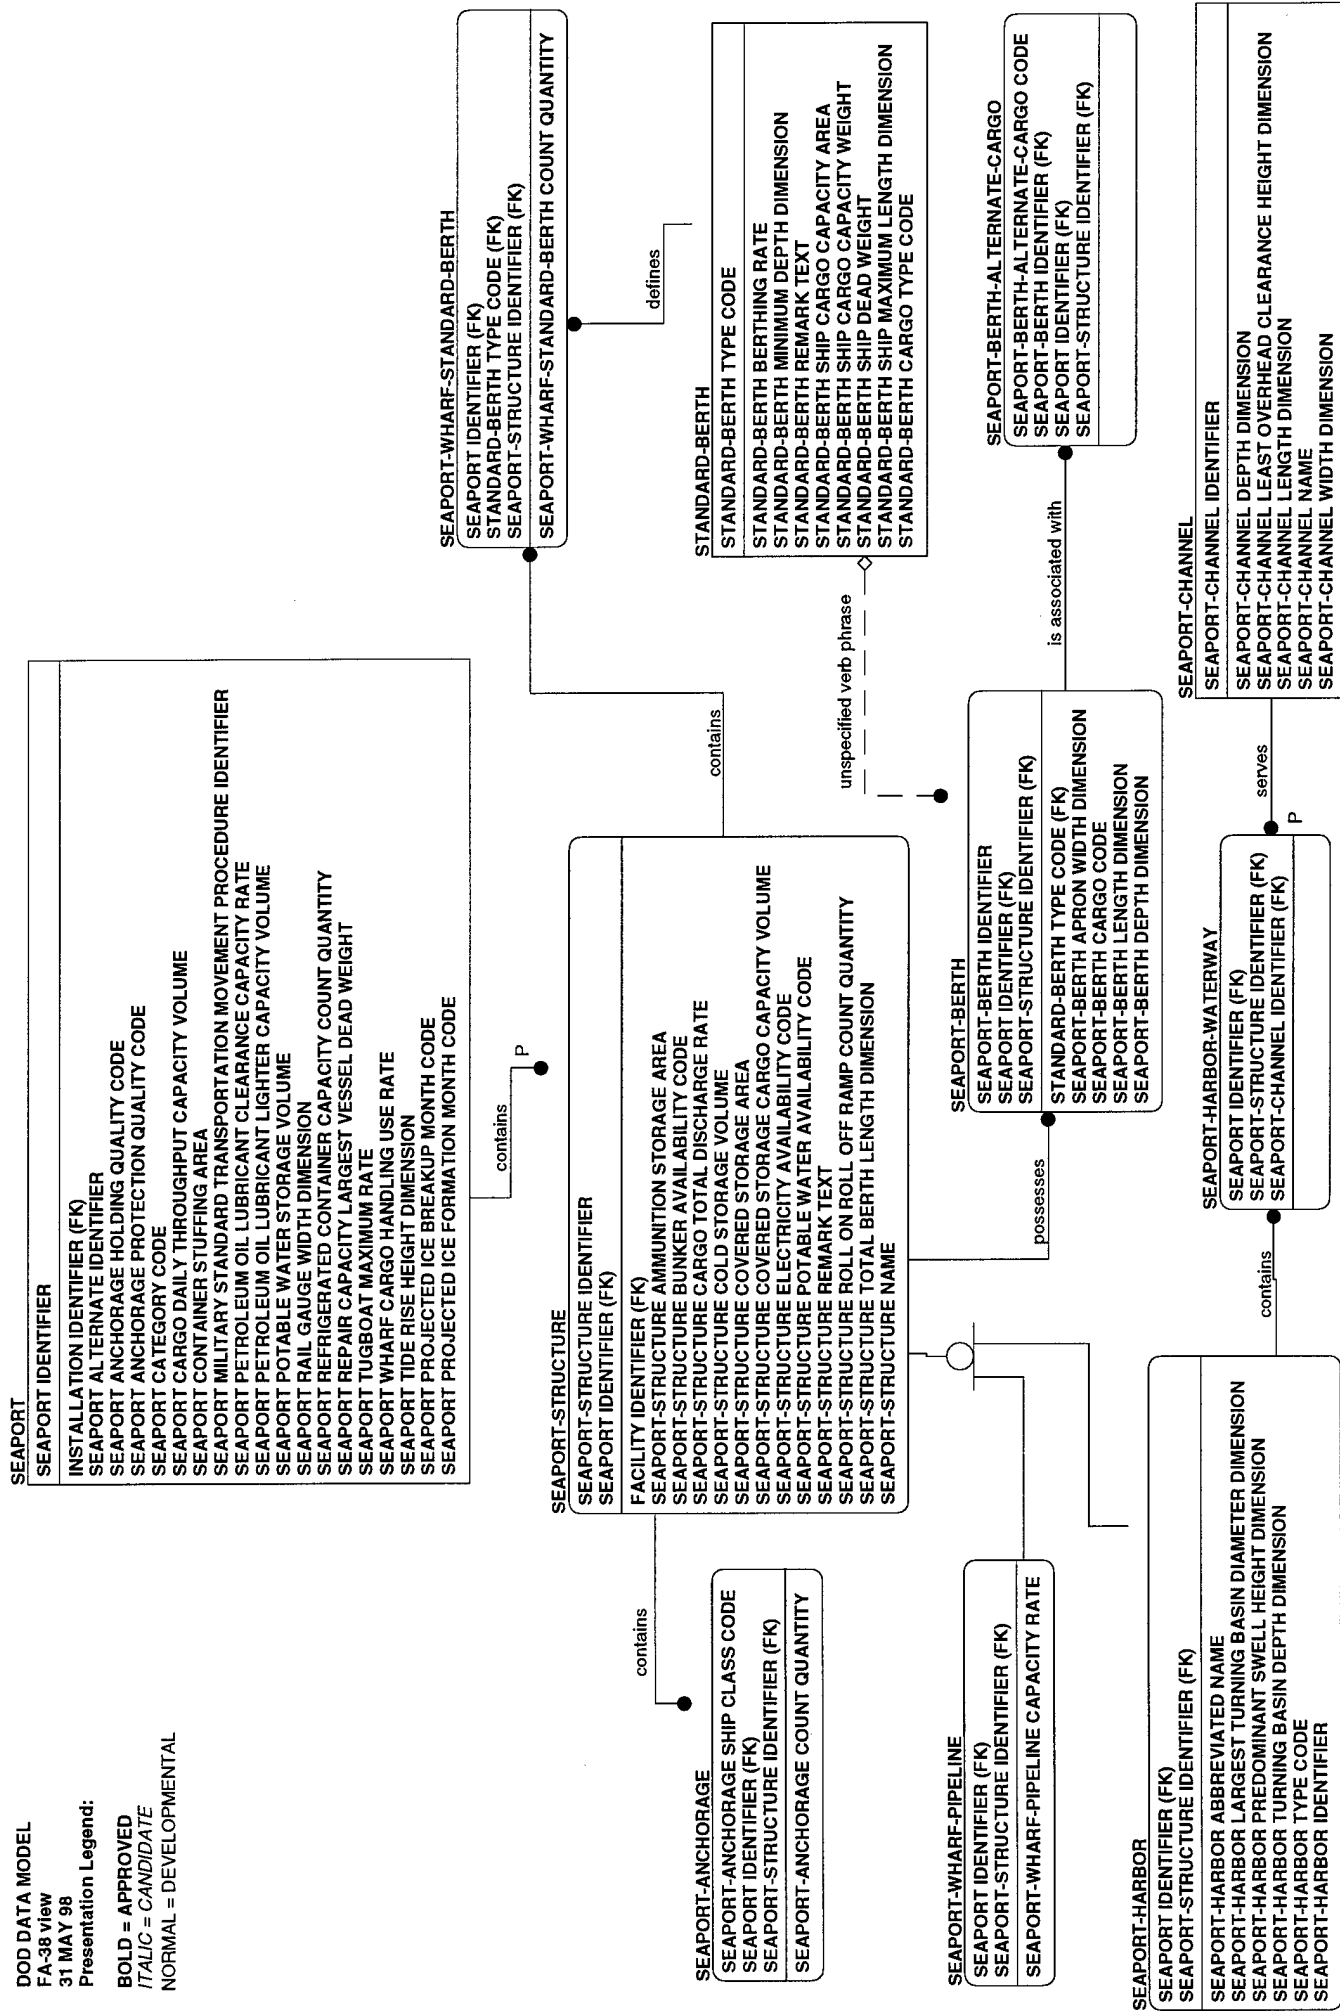 DOD DATA MODEL
FA-38 view
31 MAY 98
Presentation Legend:
BOLD = APPROVED
ITALIC = CANDIDATE
NORMAL = DEVELOPMENTAL
SEAPORT
SEAPORT IDENTIFIER
INSTALLATION IDENTIFIER (FK)
SEAPORT ALTERNATE IDENTIFIER
SEAPORT ANCHORAGE HOLDING QUALITY CODE
SEAPORT ANCHORAGE PROTECTION QUALITY CODE
SEAPORT CATEGORY CODE
SEAPORT CARGO DAILY THROUGHPUT CAPACITY VOLUME
SEAPORT CONTAINER STUFFING AREA
SEAPORT MILITARY STANDARD TRANSPORTATION MOVEMENT PROCEDURE IDENTIFIER
SEAPORT PETROLEUM OIL LUBRICANT CLEARANCE CAPACITY RATE
SEAPORT PETROLEUM OIL LUBRICANT LIGHTER CAPACITY VOLUME
SEAPORT POTABLE WATER STORAGE VOLUME
SEAPORT RAIL GAUGE WIDTH DIMENSION
SEAPORT REFRIGERATED CONTAINER CAPACITY COUNT QUANTITY
SEAPORT REPAIR CAPACITY LARGEST VESSEL DEAD WEIGHT
SEAPORT TUGBOAT MAXIMUM RATE
SEAPORT WHARF CARGO HANDLING USE RATE
SEAPORT TIDE RISE HEIGHT DIMENSION
SEAPORT PROJECTED ICE BREAKUP MONTH CODE
SEAPORT PROJECTED ICE FORMATION MONTH CODE
contains
P
SEAPORT-WHARF-STANDARD-BERTH
SEAPORT IDENTIFIER (FK)
STANDARD-BERTH TYPE CODE (FK)
SEAPORT-STRUCTURE IDENTIFIER (FK)
SEAPORT-WHARF-STANDARD-BERTH COUNT QUANTITY
defines
contains
SEAPORT-STRUCTURE
SEAPORT-STRUCTURE IDENTIFIER
SEAPORT IDENTIFIER (FK)
FACILITY IDENTIFIER (FK)
SEAPORT-STRUCTURE AMMUNITION STORAGE AREA
SEAPORT-STRUCTURE BUNKER AVAILABILITY CODE
SEAPORT-STRUCTURE CARGO TOTAL DISCHARGE RATE
SEAPORT-STRUCTURE COLD STORAGE VOLUME
SEAPORT-STRUCTURE COVERED STORAGE AREA
SEAPORT-STRUCTURE COVERED STORAGE CARGO CAPACITY VOLUME
SEAPORT-STRUCTURE ELECTRICITY AVAILABILITY CODE
SEAPORT-STRUCTURE POTABLE WATER AVAILABILITY CODE
SEAPORT-STRUCTURE REMARK TEXT
SEAPORT-STRUCTURE ROLL ON ROLL OFF RAMP COUNT QUANTITY
SEAPORT-STRUCTURE TOTAL BERTH LENGTH DIMENSION
SEAPORT-STRUCTURE NAME
STANDARD-BERTH
STANDARD-BERTH TYPE CODE
STANDARD-BERTH BERTHING RATE
STANDARD-BERTH MINIMUM DEPTH DIMENSION
STANDARD-BERTH REMARK TEXT
STANDARD-BERTH SHIP CARGO CAPACITY AREA
STANDARD-BERTH SHIP CARGO CAPACITY WEIGHT
STANDARD-BERTH SHIP DEAD WEIGHT
STANDARD-BERTH SHIP MAXIMUM LENGTH DIMENSION
STANDARD-BERTH CARGO TYPE CODE
unspecified verb phrase
contains
SEAPORT-ANCHORAGE
SEAPORT-ANCHORAGE SHIP CLASS CODE
SEAPORT IDENTIFIER (FK)
SEAPORT-STRUCTURE IDENTIFIER (FK)
SEAPORT-ANCHORAGE COUNT QUANTITY
SEAPORT-WHARF-PIPELINE
SEAPORT IDENTIFIER (FK)
SEAPORT-STRUCTURE IDENTIFIER (FK)
SEAPORT-WHARF-PIPELINE CAPACITY RATE
possesses
SEAPORT-BERTH
SEAPORT-BERTH IDENTIFIER
SEAPORT IDENTIFIER (FK)
SEAPORT-STRUCTURE IDENTIFIER (FK)
STANDARD-BERTH TYPE CODE (FK)
SEAPORT-BERTH APRON WIDTH DIMENSION
SEAPORT-BERTH CARGO CODE
SEAPORT-BERTH LENGTH DIMENSION
SEAPORT-BERTH DEPTH DIMENSION
is associated with
SEAPORT-BERTH-ALTERNATE-CARGO
SEAPORT-BERTH-ALTERNATE-CARGO CODE
SEAPORT-BERTH IDENTIFIER (FK)
SEAPORT IDENTIFIER (FK)
SEAPORT-STRUCTURE IDENTIFIER (FK)
SEAPORT-HARBOR
SEAPORT IDENTIFIER (FK)
SEAPORT-STRUCTURE IDENTIFIER (FK)
SEAPORT-HARBOR ABBREVIATED NAME
SEAPORT-HARBOR LARGEST TURNING BASIN DIAMETER DIMENSION
SEAPORT-HARBOR PREDOMINANT SWELL HEIGHT DIMENSION
SEAPORT-HARBOR TURNING BASIN DEPTH DIMENSION
SEAPORT-HARBOR TYPE CODE
SEAPORT-HARBOR IDENTIFIER
contains
SEAPORT-HARBOR-WATERWAY
SEAPORT IDENTIFIER (FK)
SEAPORT-STRUCTURE IDENTIFIER (FK)
SEAPORT-CHANNEL IDENTIFIER (FK)
P
serves
SEAPORT-CHANNEL
SEAPORT-CHANNEL IDENTIFIER
SEAPORT-CHANNEL DEPTH DIMENSION
SEAPORT-CHANNEL LEAST OVERHEAD CLEARANCE HEIGHT DIMENSION
SEAPORT-CHANNEL LENGTH DIMENSION
SEAPORT-CHANNEL NAME
SEAPORT-CHANNEL WIDTH DIMENSION